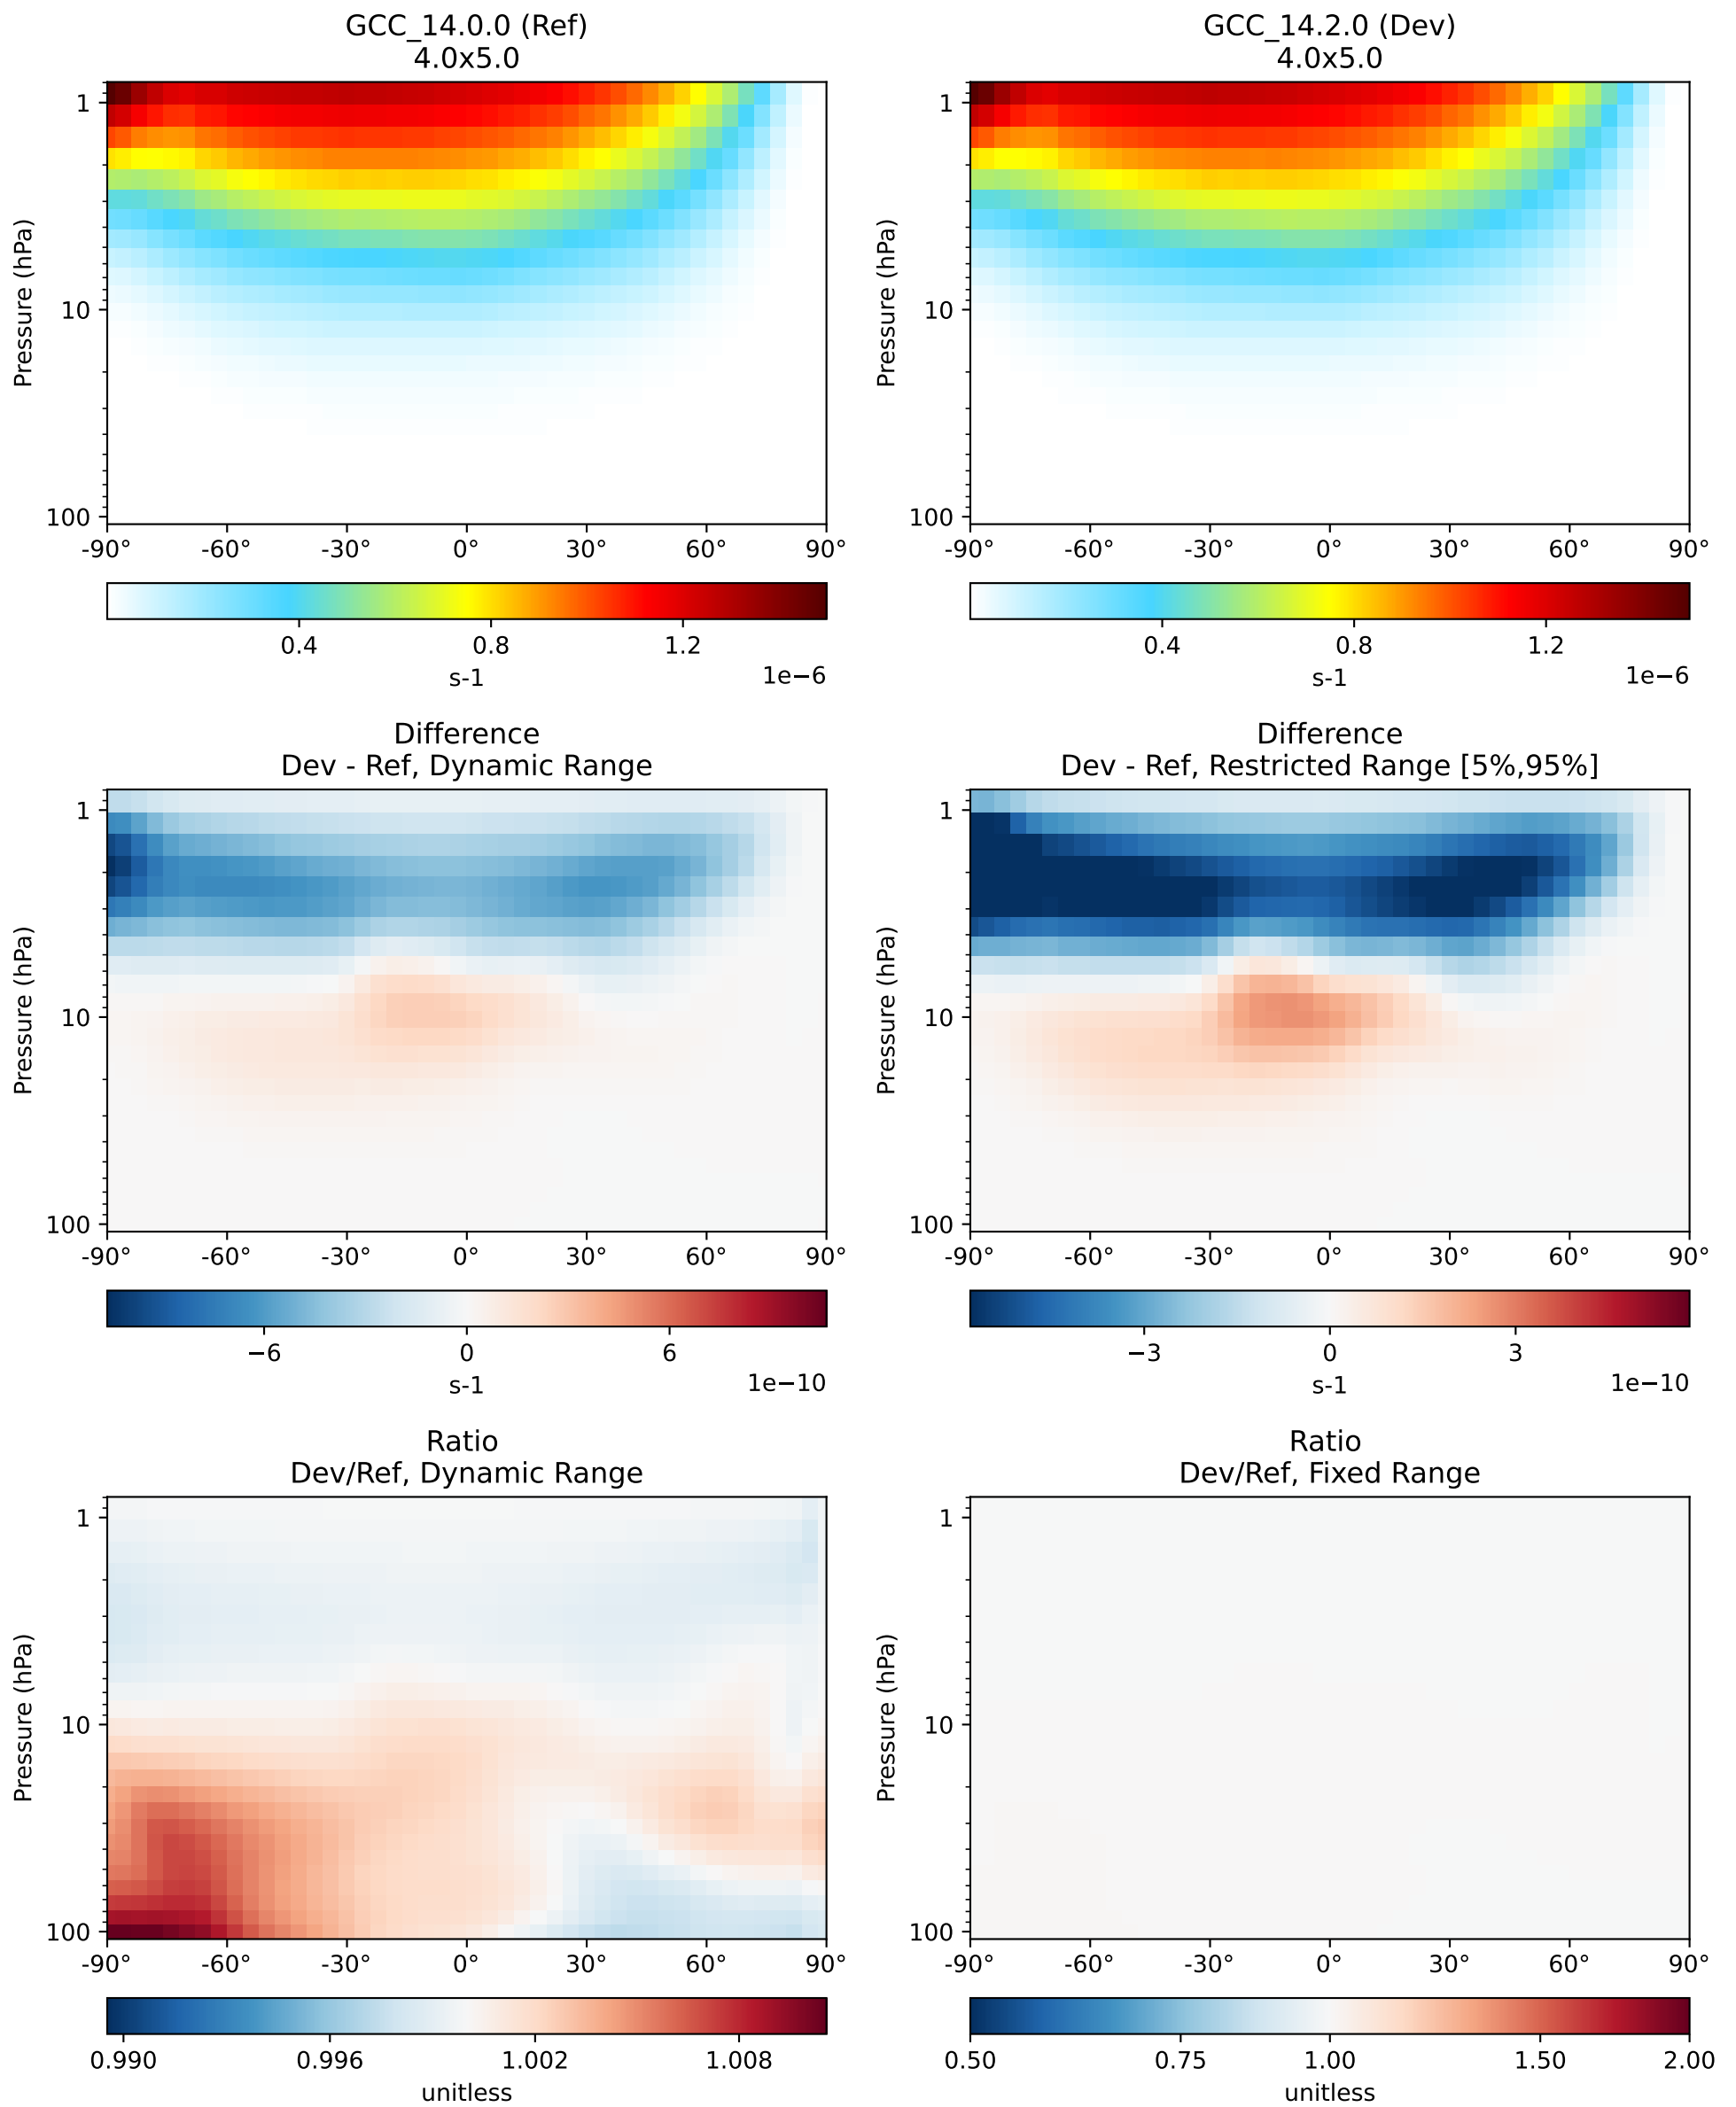 GCC_14.0.0 (Ref)
4.0x5.0
1
10
100
Pressure (hPa)
-90° -60° -30° 0° 30° 60° 90°
0.4 0.8 1.2
s-1
1e−6
GCC_14.2.0 (Dev)
4.0x5.0
1
10
100
Pressure (hPa)
-90° -60° -30° 0° 30° 60° 90°
0.4 0.8 1.2
s-1
1e−6
Difference
Dev - Ref, Dynamic Range
1
10
100
Pressure (hPa)
-90° -60° -30° 0° 30° 60° 90°
−6 0 6
s-1
1e−10
Difference
Dev - Ref, Restricted Range [5%,95%]
1
10
100
Pressure (hPa)
-90° -60° -30° 0° 30° 60° 90°
−3 0 3
s-1
1e−10
Ratio
Dev/Ref, Dynamic Range
1
10
100
Pressure (hPa)
-90° -60° -30° 0° 30° 60° 90°
0.990 0.996 1.002 1.008
unitless
Ratio
Dev/Ref, Fixed Range
1
10
100
Pressure (hPa)
-90° -60° -30° 0° 30° 60° 90°
0.50 0.75 1.00 1.50 2.00
unitless